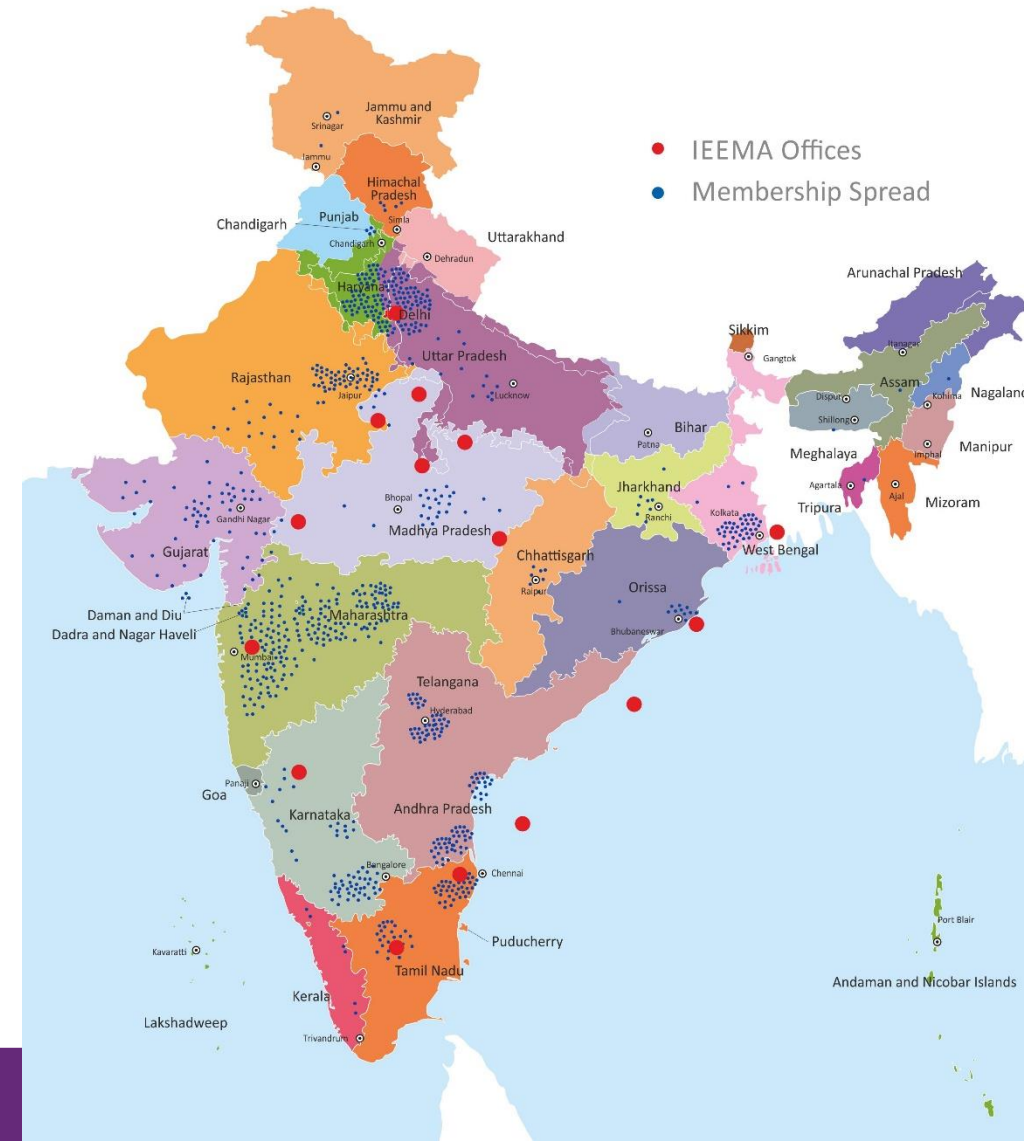 Jammu and
Kashmir
Srinagar
Jammu
IEEMA Offices
Membership Spread
Himachal
Pradesh
Simla
Punjab
Chandigarh
Chandigarh
Uttarakhand
Dehradun
Haryana
Delhi
Arunachal Pradesh
Itanagar
Sikkim
Gangtok
Uttar Pradesh
Lucknow
Rajasthan
Jaipur
Assam
Dispur
Kohima
Nagaland
Shillong
Bihar
Patna
Meghalaya
Imphal
Manipur
Jharkhand
Ranchi
Agartala
Tripura
Ajal
Mizoram
Bhopal
Madhya Pradesh
Gandhi Nagar
Gujarat
Kolkata
West Bengal
Chhattisgarh
Raipur
Orissa
Bhubaneswar
Daman and Diu
Dadra and Nagar Haveli
Maharashtra
Mumbai
Telangana
Hyderabad
Panaji
Goa
Karnataka
Andhra Pradesh
Bangalore
Chennai
Puducherry
Tamil Nadu
Kavaratti
Lakshadweep
Kerala
Trivandrum
Port Blair
Andaman and Nicobar Islands